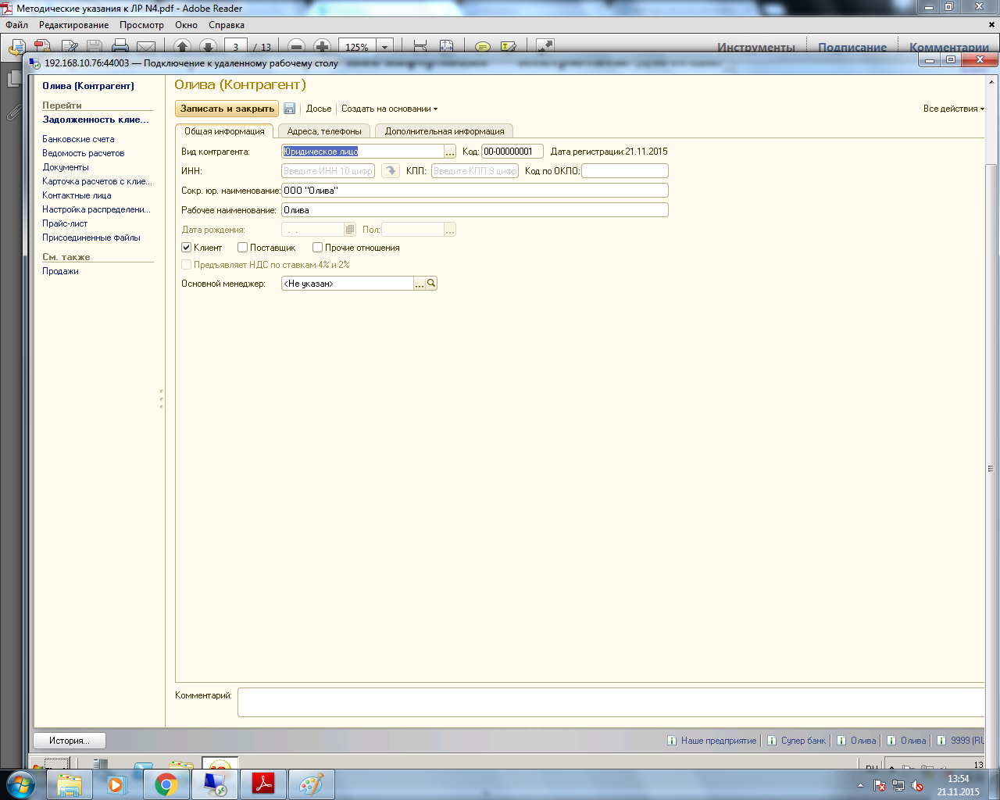 Методические указания к ЛР N4.pdf - Adobe Reader
Файл Редактирование Просмотр Окно Справка
3 / 13 125% Инструменты Подписание Комментарии
192.168.10.76:44003 — Подключение к удаленному рабочему столу
Олива (Контрагент)
Перейти
Задолженность клие...
Банковские счета
Ведомость расчетов
Документы
Карточка расчетов с клие...
Контактные лица
Настройка распределени...
Прайс-лист
Присоединенные файлы
См. также
Продажи
Олива (Контрагент)
Записать и закрыть Досье Создать на основании Все действия
Общая информация Адреса, телефоны Дополнительная информация
Вид контрагента: Юридическое лицо ... Код: 00-00000001 Дата регистрации:21.11.2015
ИНН: Введите ИНН 10 цифр КПП: Введите КПП 9 цифр Код по ОКПО:
Сокр. юр. наименование: ООО "Олива"
Рабочее наименование: Олива
Дата рождения: . . Пол: ...
Клиент Поставщик Прочие отношения
Предъявляет НДС по ставкам 4% и 2%
Основной менеджер: <Не указан> ...
Комментарий:
История... Наше предприятие Супер банк Олива Олива 9999 (RU
13
13:54
21.11.2015